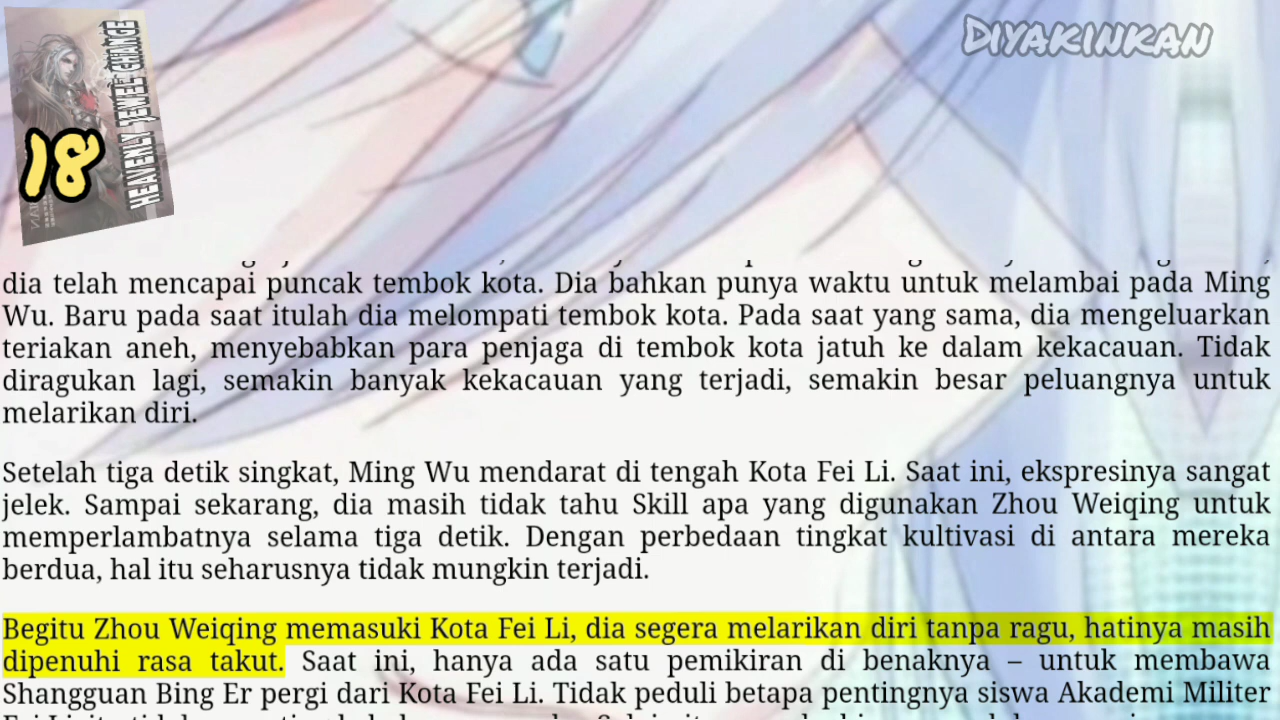 DIYAKINKAN
HEAVENLY JEWEL CHANGE
18
dia telah mencapai puncak tembok kota. Dia bahkan punya waktu untuk melambai pada Ming
Wu. Baru pada saat itulah dia melompati tembok kota. Pada saat yang sama, dia mengeluarkan
teriakan aneh, menyebabkan para penjaga di tembok kota jatuh ke dalam kekacauan. Tidak
diragukan lagi, semakin banyak kekacauan yang terjadi, semakin besar peluangnya untuk
melarikan diri.
Setelah tiga detik singkat, Ming Wu mendarat di tengah Kota Fei Li. Saat ini, ekspresinya sangat
jelek. Sampai sekarang, dia masih tidak tahu Skill apa yang digunakan Zhou Weiqing untuk
memperlambatnya selama tiga detik. Dengan perbedaan tingkat kultivasi di antara mereka
berdua, hal itu seharusnya tidak mungkin terjadi.
Begitu Zhou Weiqing memasuki Kota Fei Li, dia segera melarikan diri tanpa ragu, hatinya masih
dipenuhi rasa takut. Saat ini, hanya ada satu pemikiran di benaknya – untuk membawa
Shangguan Bing Er pergi dari Kota Fei Li. Tidak peduli betapa pentingnya siswa Akademi Militer